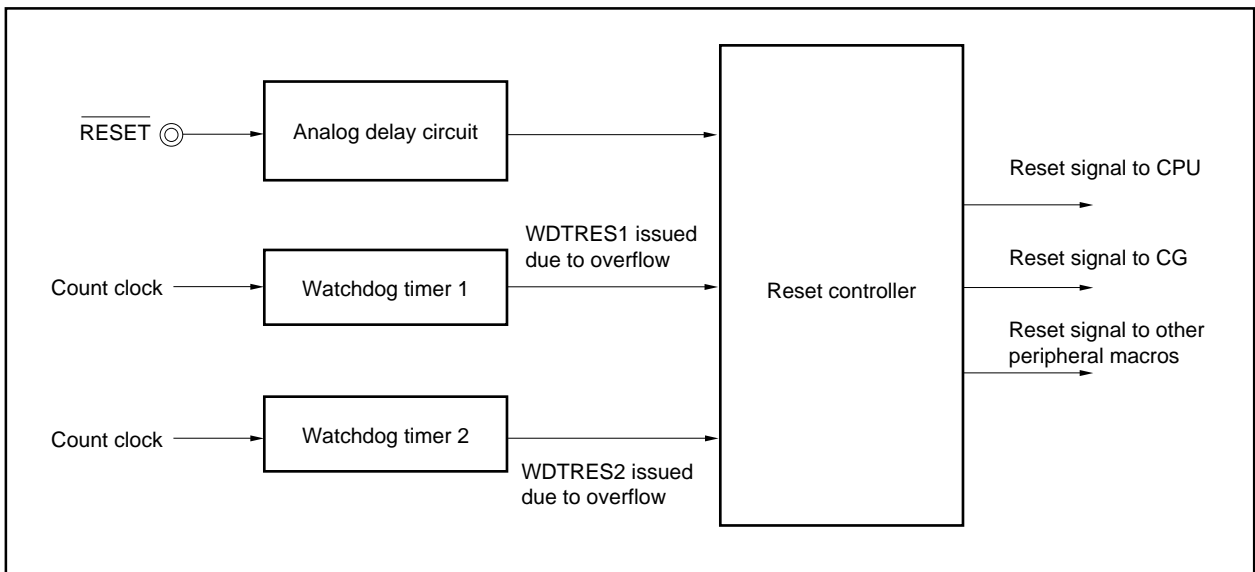 RESET
Analog delay circuit
Reset signal to CPU
WDTRES1 issued
due to overflow
Reset signal to CG
Count clock
Watchdog timer 1
Reset controller
Reset signal to other
peripheral macros
Count clock
Watchdog timer 2
WDTRES2 issued
due to overflow